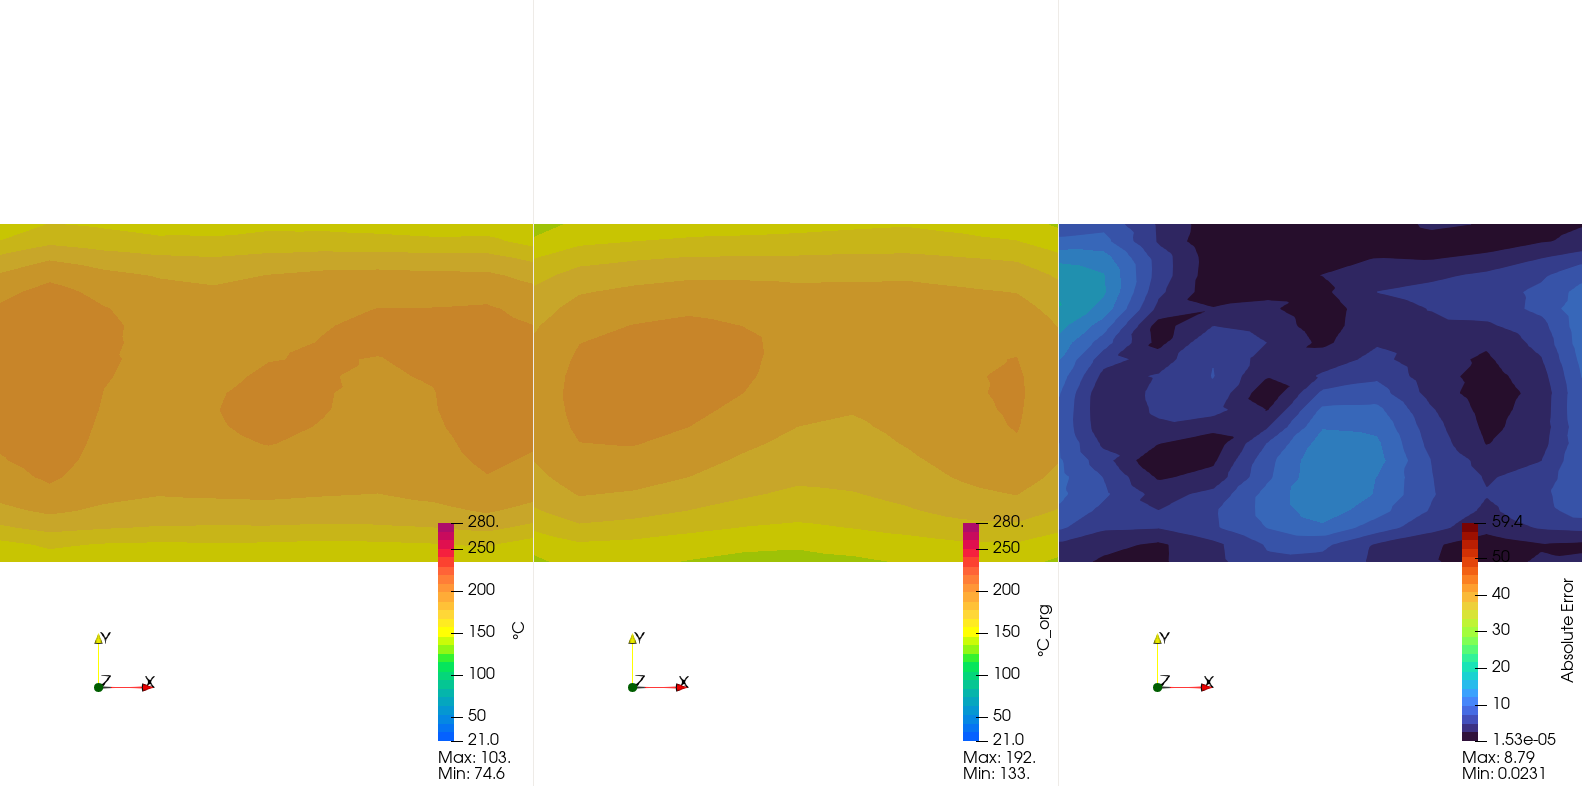 280.
250
200
150
100
50
21.0
°C
Max: 103.
Min: 74.6
Y
Z
X
280.
250
200
150
100
50
21.0
°C_org
Max: 192.
Min: 133.
Y
Z
X
59.4
50
40
30
20
10
1.53e-05
Absolute Error
Max: 8.79
Min: 0.0231
Y
Z
X